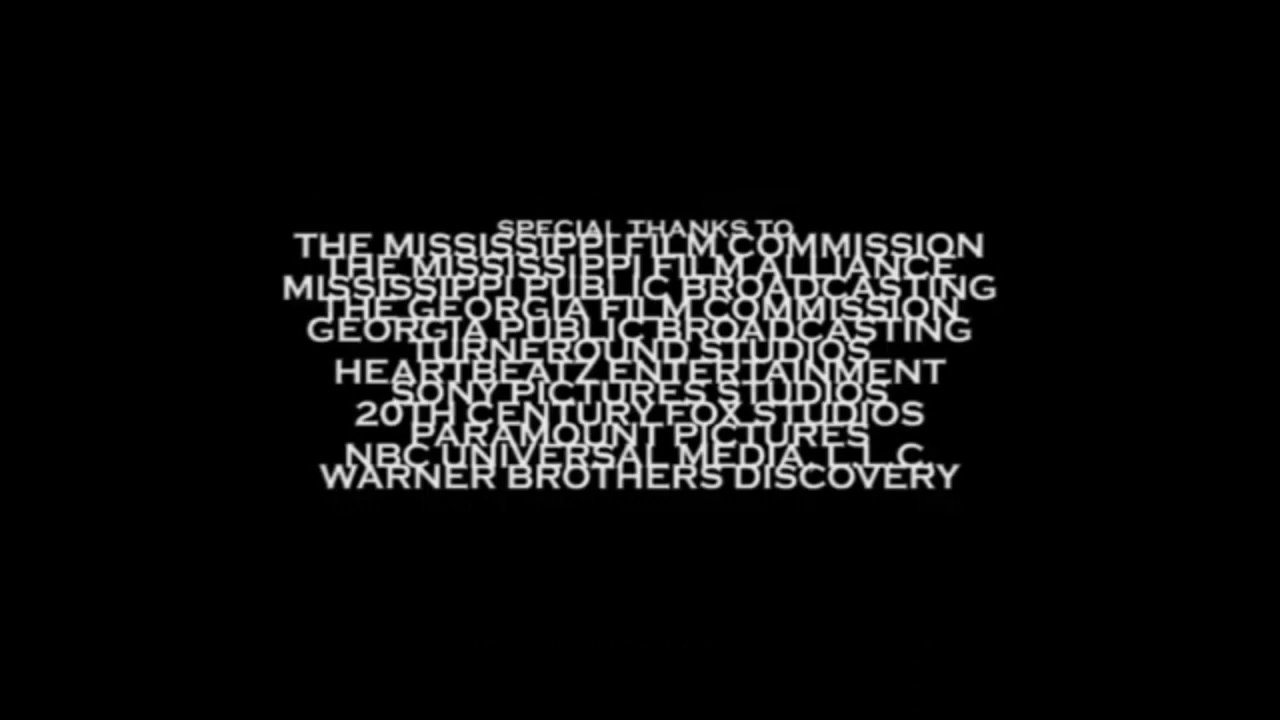 SPECIAL THANKS TO
THE MISSISSIPPI FILM COMMISSION
THE MISSISSIPPI FILM ALLIANCE
MISSISSIPPI PUBLIC BROADCASTING
THE GEORGIA FILM COMMISSION
GEORGIA PUBLIC BROADCASTING
TURNEROUND STUDIOS
HEARTBEATZ ENTERTAINMENT
SONY PICTURES STUDIOS
20TH CENTURY FOX STUDIOS
PARAMOUNT PICTURES
NBC UNIVERSAL MEDIA, L.L.C.
WARNER BROTHERS DISCOVERY